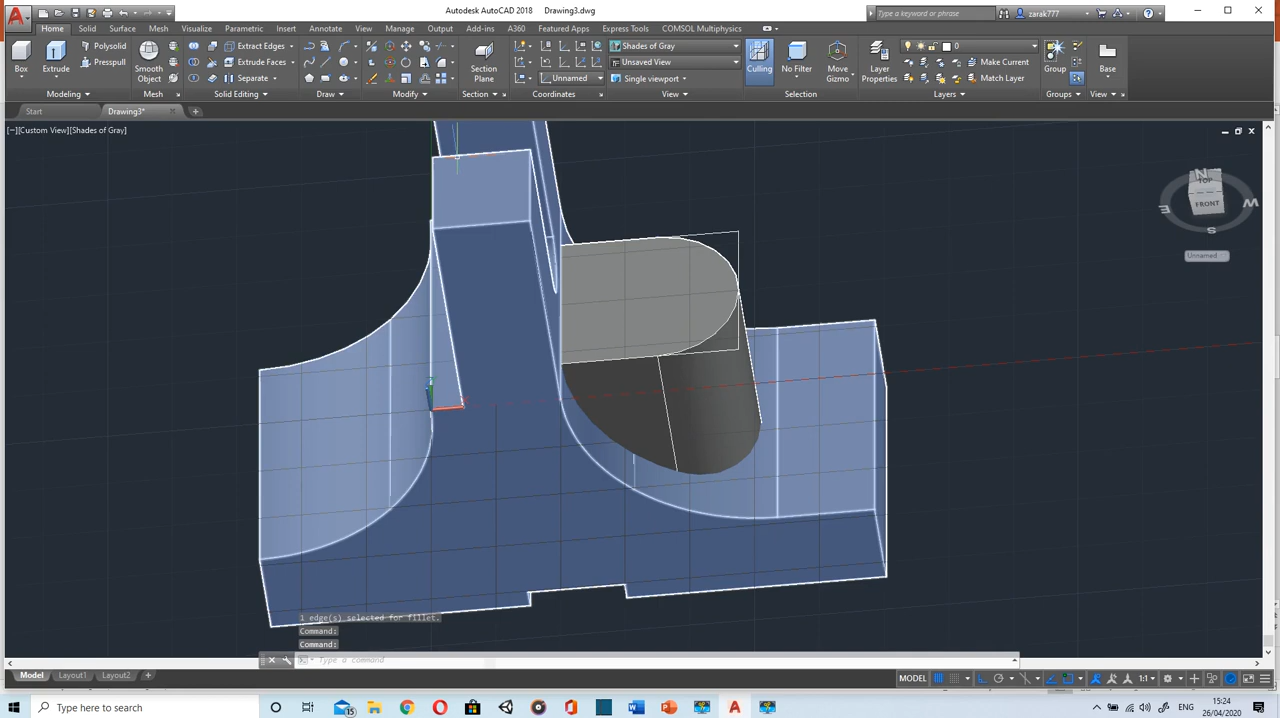 Autodesk AutoCAD 2018 Drawing3.dwg
Type a keyword or phrase
zarak777
Home Solid Surface Mesh Visualize Parametric Insert Annotate View Manage Output Add-ins A360 Featured Apps Express Tools COMSOL Multiphysics
Box
Extrude
Polysolid
Presspull
Smooth
Object
Extract Edges
Extrude Faces
Separate
Section
Plane
Unnamed
Shades of Gray
Unsaved View
Single viewport
Culling
No Filter
Move
Gizmo
Layer
Properties
0
Make Current
Match Layer
Group
Base
Modeling Mesh Solid Editing Draw Modify Section Coordinates View Selection Layers Groups View
Start Drawing3*
[−][Custom View][Shades of Gray]
N
TOP
FRONT
E
W
S
Unnamed
Y
X
1 edge(s) selected for fillet.
Command:
Command:
Type a command
Model Layout1 Layout2
MODEL 1:1
Type here to search
15
ENG
15:24
26/04/2020